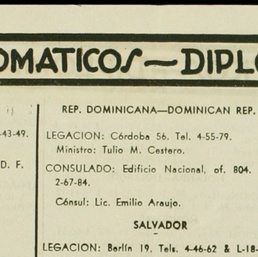 OMATICOS—DIPLO
REP. DOMINICANA—DOMINICAN REP.
-43-49.
LEGACION: Córdoba 56. Tel. 4-55-79.
Ministro: Tulio M. Cestero.
D. F.
CONSULADO: Edificio Nacional, of. 804.
2-67-84.
Cónsul: Lic. Emilio Araujo.
SALVADOR
LEGACION: Berlín 19. Tels. 4-46-62 & L-18-